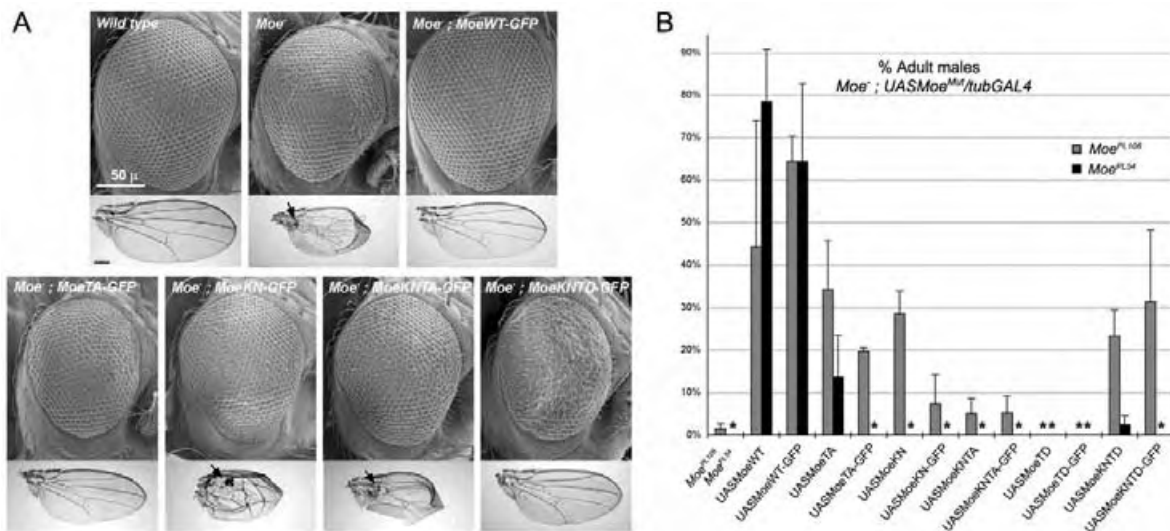 A
Wild type
Moe-
Moe-; MoeWT-GFP
50 µ
Moe-; MoeTA-GFP
Moe-; MoeKN-GFP
Moe-; MoeKNTA-GFP
Moe-; MoeKNTD-GFP
B
% Adult males
Moe-; UASMoeMut/tubGAL4
MoePL106
MoePL54
90%
80%
70%
60%
50%
40%
30%
20%
10%
0%
* * * * * * ** ** *
MoePL106
MoePL54
UASMoeWT
UASMoeWT-GFP
UASMoeTA
UASMoeTA-GFP
UASMoeKN
UASMoeKN-GFP
UASMoeKNTA
UASMoeKNTA-GFP
UASMoeTD
UASMoeTD-GFP
UASMoeKNTD
UASMoeKNTD-GFP